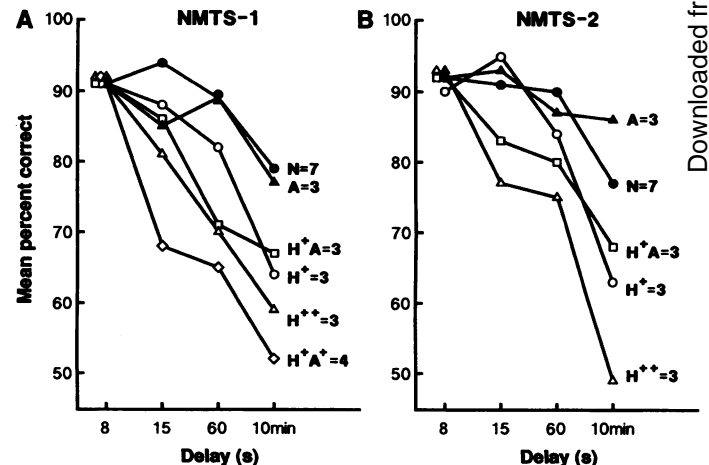 A
NMTS-1
Mean percent correct
100
90
80
70
60
50
N=7
A=3
H⁺A=3
H⁺=3
H⁺⁺=3
H⁺A⁺=4
8
15
60
10min
Delay (s)
B
NMTS-2
100
90
80
70
60
50
A=3
N=7
H⁺A=3
H⁺=3
H⁺⁺=3
8
15
60
10min
Delay (s)
Downloaded fr